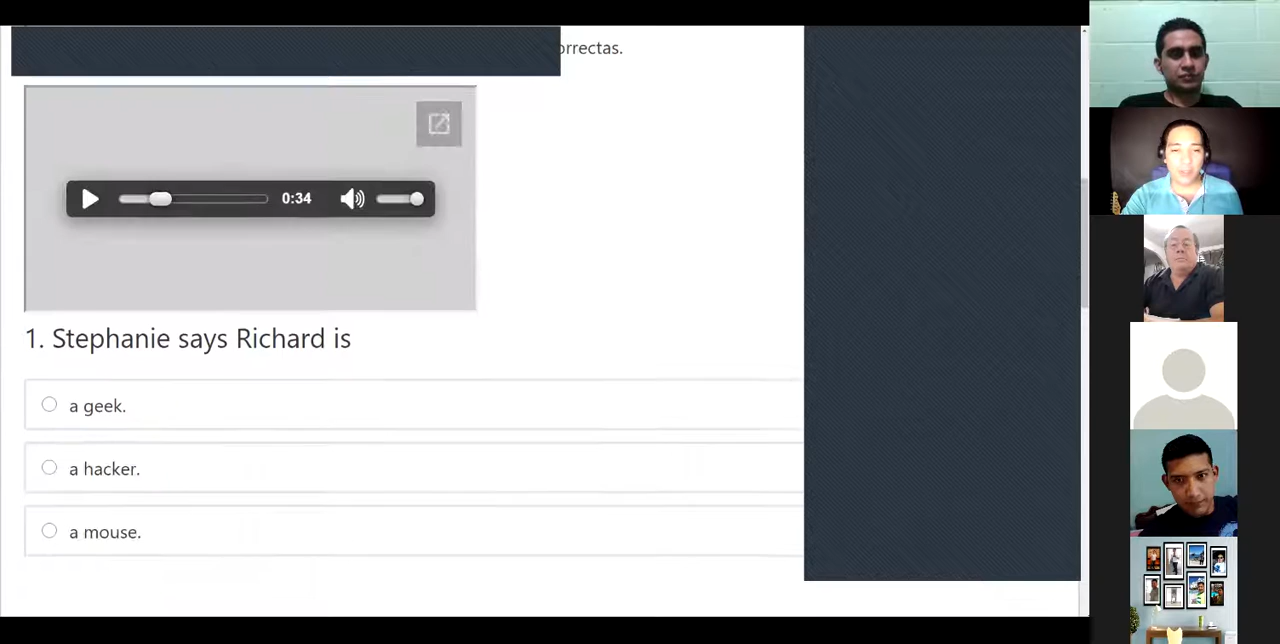 orrectas.
0:34
1. Stephanie says Richard is
a geek.
a hacker.
a mouse.